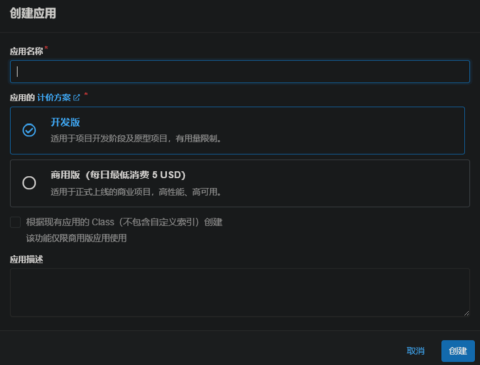 创建应用
应用名称*
应用的 计价方案 *
开发版
适用于项目开发阶段及原型项目，有用量限制。
商用版（每日最低消费 5 USD）
适用于正式上线的商业项目，高性能、高可用。
根据现有应用的 Class（不包含自定义索引）创建
该功能仅限商用版应用使用
应用描述
取消
创建